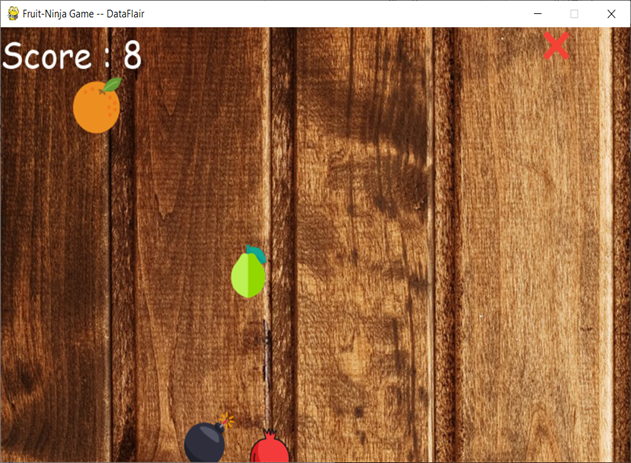 Fruit-Ninja Game -- DataFlair
Score : 8